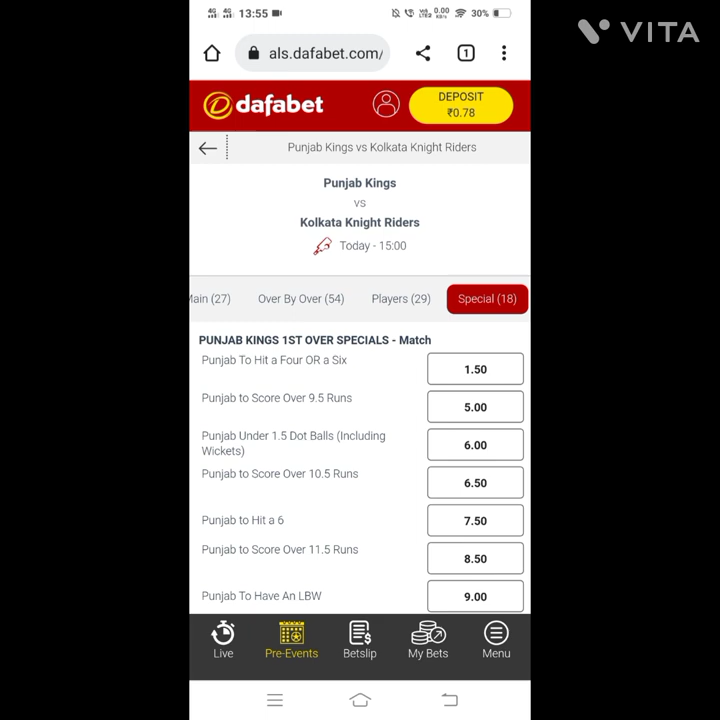 4G 4G 13:55 0.00 KB/s 30%
VITA
als.dafabet.com/ 1
dafabet
DEPOSIT
₹0.78
Punjab Kings vs Kolkata Knight Riders
Punjab Kings
vs
Kolkata Knight Riders
Today - 15:00
Main (27) Over By Over (54) Players (29) Special (18)
PUNJAB KINGS 1ST OVER SPECIALS - Match
Punjab To Hit a Four OR a Six 1.50
Punjab to Score Over 9.5 Runs 5.00
Punjab Under 1.5 Dot Balls (Including
Wickets) 6.00
Punjab to Score Over 10.5 Runs 6.50
Punjab to Hit a 6 7.50
Punjab to Score Over 11.5 Runs 8.50
Punjab To Have An LBW 9.00
Live Pre-Events Betslip My Bets Menu